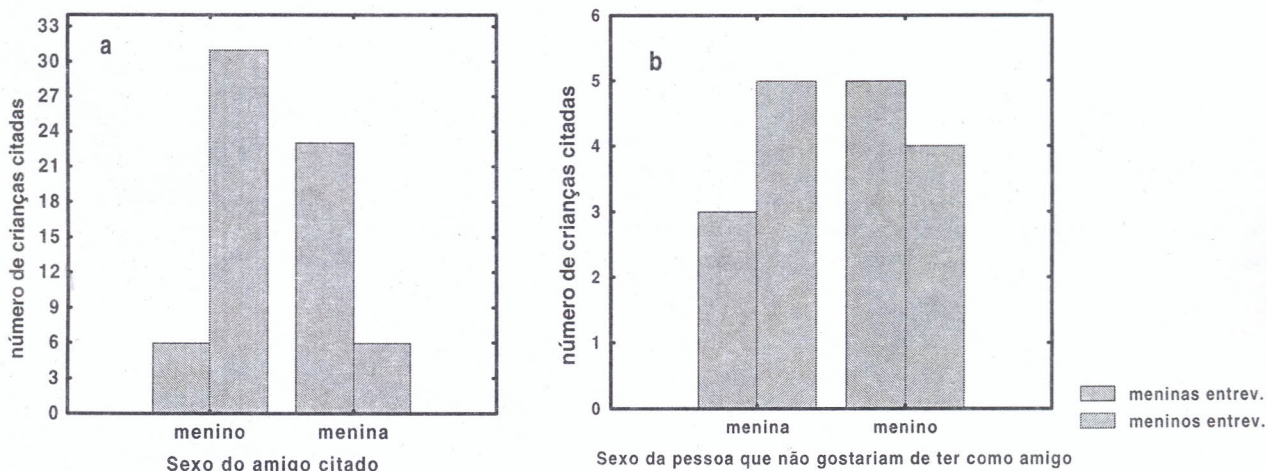 a
número de crianças citadas
33
30
27
24
21
18
15
12
9
6
3
0
menino menina
Sexo do amigo citado
b
número de crianças citadas
6
5
4
3
2
1
0
menina menino
Sexo da pessoa que não gostariam de ter como amigo
meninas entrev.
meninos entrev.